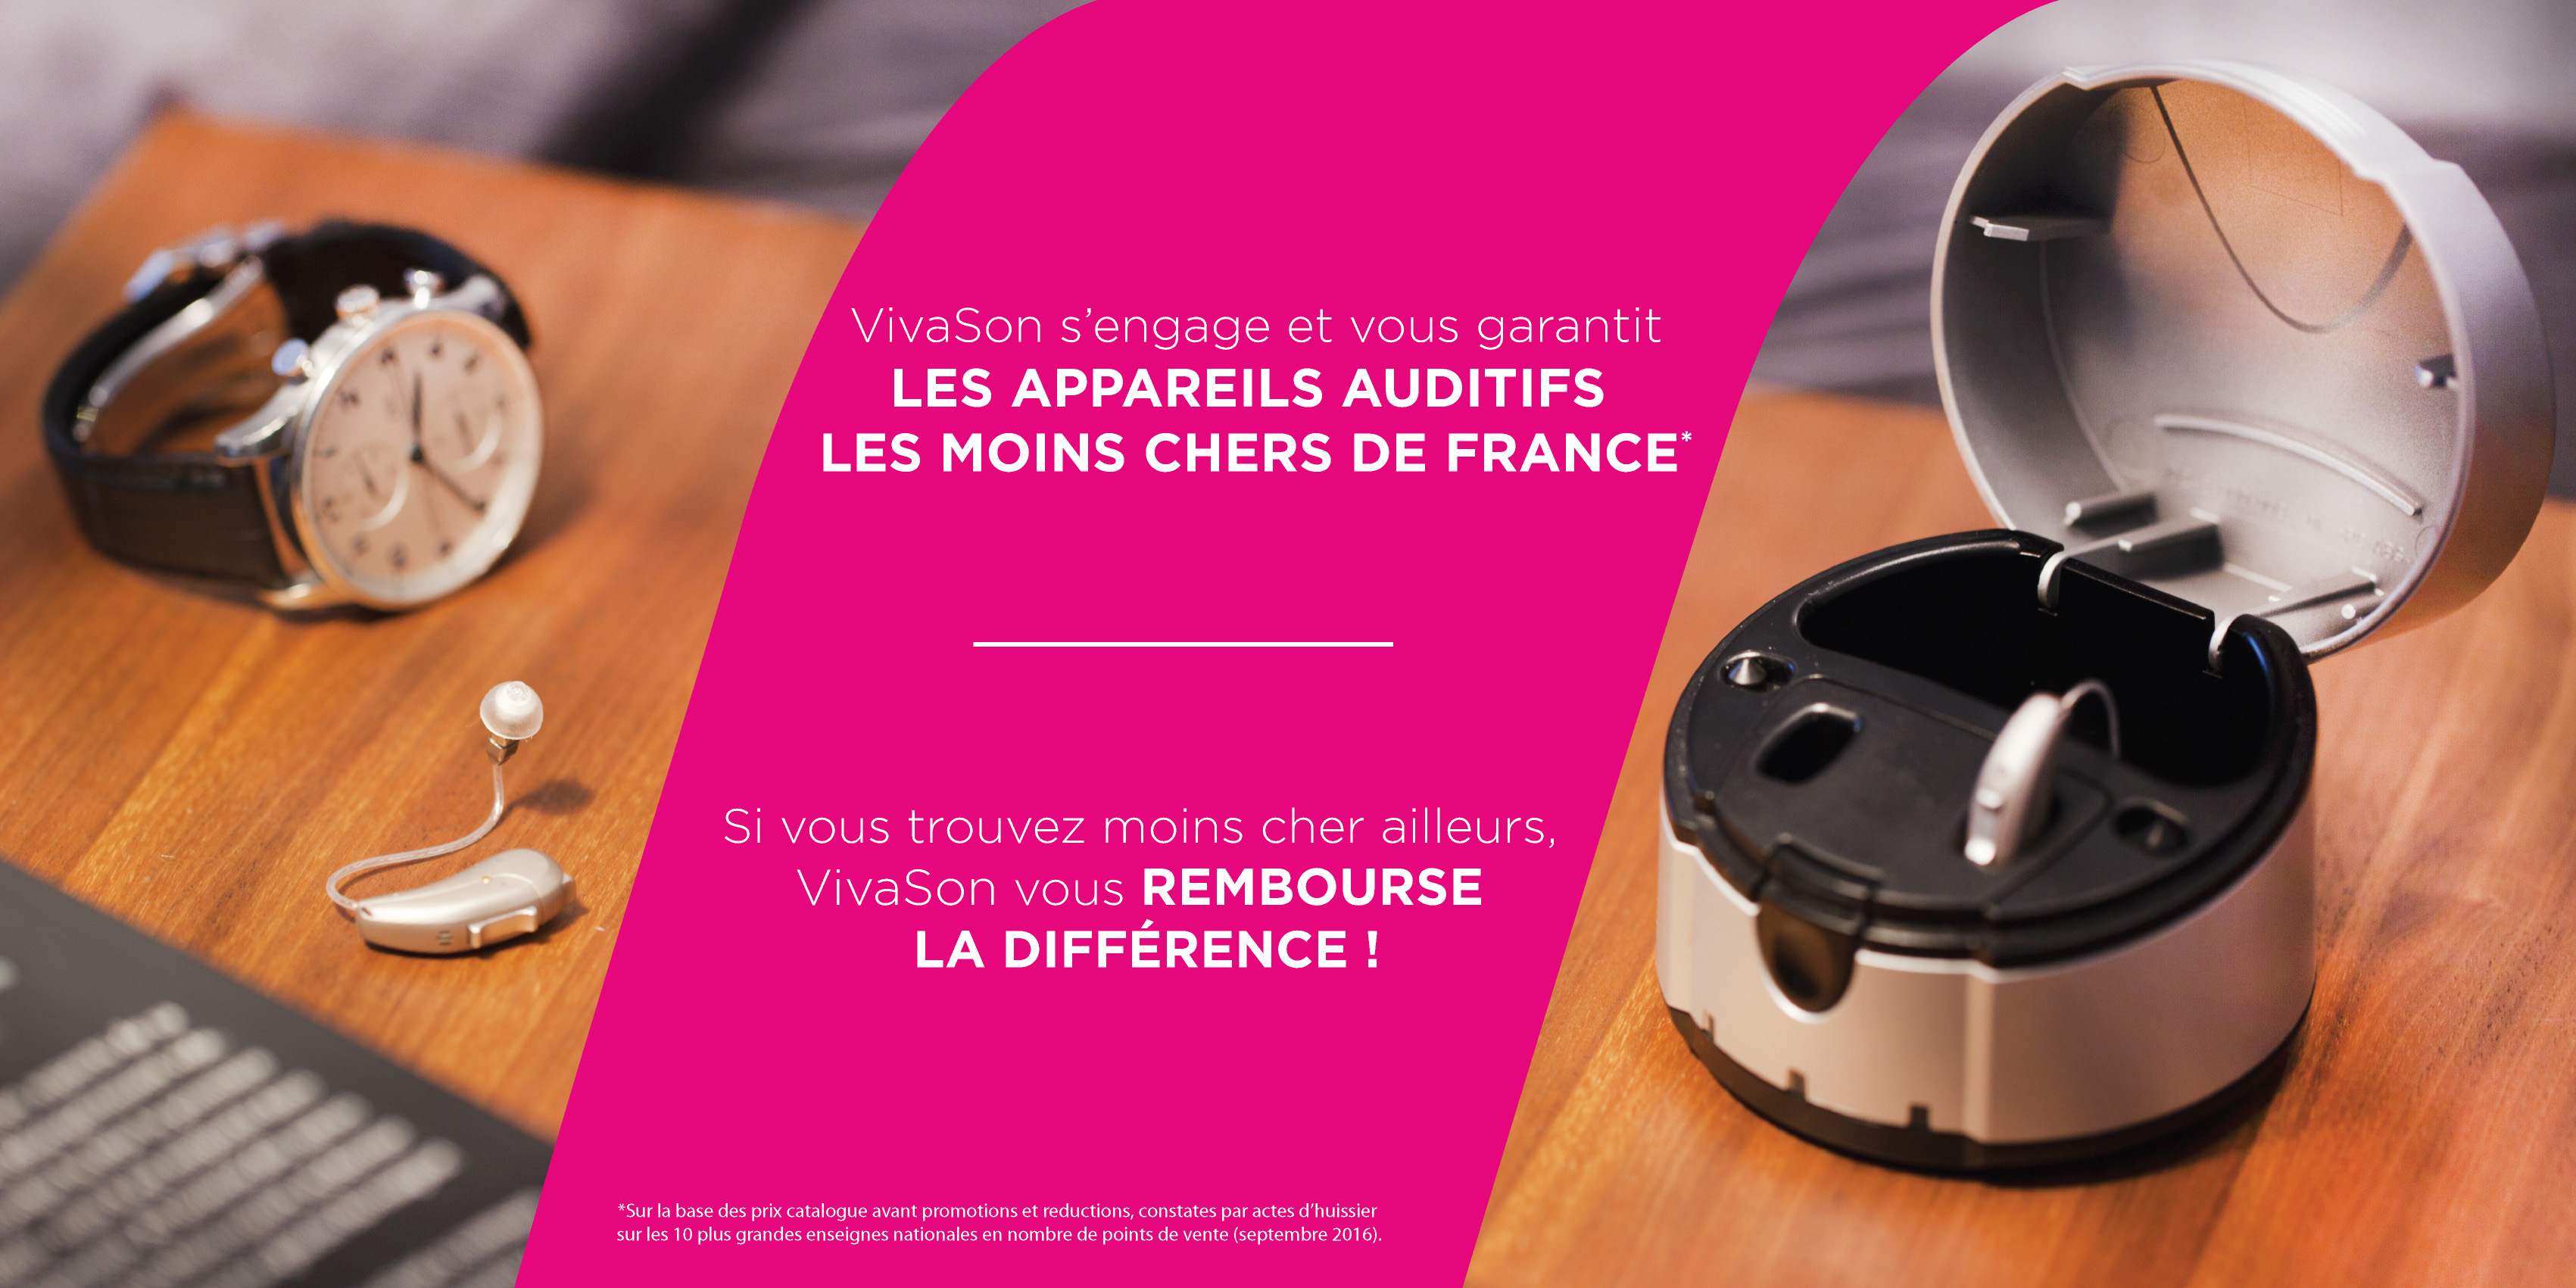 VivaSon s'engage et vous garantit
LES APPAREILS AUDITIFS
LES MOINS CHERS DE FRANCE*
Si vous trouvez moins cher ailleurs,
VivaSon vous REMBOURSE
LA DIFFÉRENCE !
*Sur la base des prix catalogue avant promotions et reductions, constates par actes d'huissier
sur les 10 plus grandes enseignes nationales en nombre de points de vente (septembre 2016).